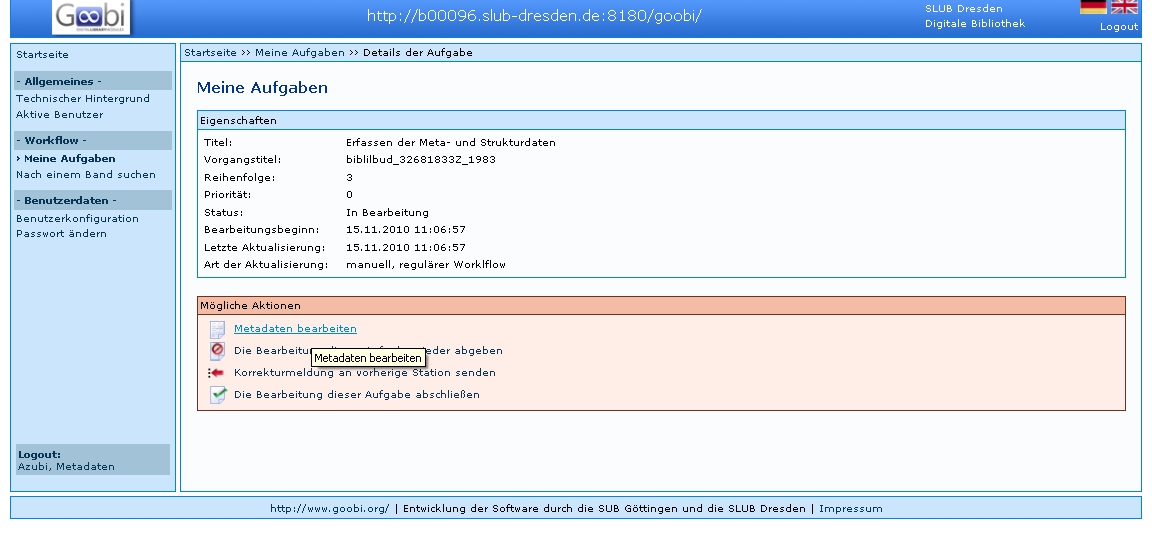 Goobi
http://b00096.slub-dresden.de:8180/goobi/
SLUB Dresden
Digitale Bibliothek
Logout
Startseite
- Allgemeines -
Technischer Hintergrund
Aktive Benutzer
- Workflow -
› Meine Aufgaben
Nach einem Band suchen
- Benutzerdaten -
Benutzerkonfiguration
Passwort ändern
Logout:
Azubi, Metadaten
Startseite >> Meine Aufgaben >> Details der Aufgabe
Meine Aufgaben
Eigenschaften
Titel: Erfassen der Meta- und Strukturdaten
Vorgangstitel: biblilbud_32681833Z_1983
Reihenfolge: 3
Priorität: 0
Status: In Bearbeitung
Bearbeitungsbeginn: 15.11.2010 11:06:57
Letzte Aktualisierung: 15.11.2010 11:06:57
Art der Aktualisierung: manuell, regulärer Worklflow
Mögliche Aktionen
Metadaten bearbeiten
Die Bearbeitung abgeben
Metadaten bearbeiten
Korrekturmeldung an vorherige Station senden
Die Bearbeitung dieser Aufgabe abschließen
http://www.goobi.org/ | Entwicklung der Software durch die SUB Göttingen und die SLUB Dresden | Impressum